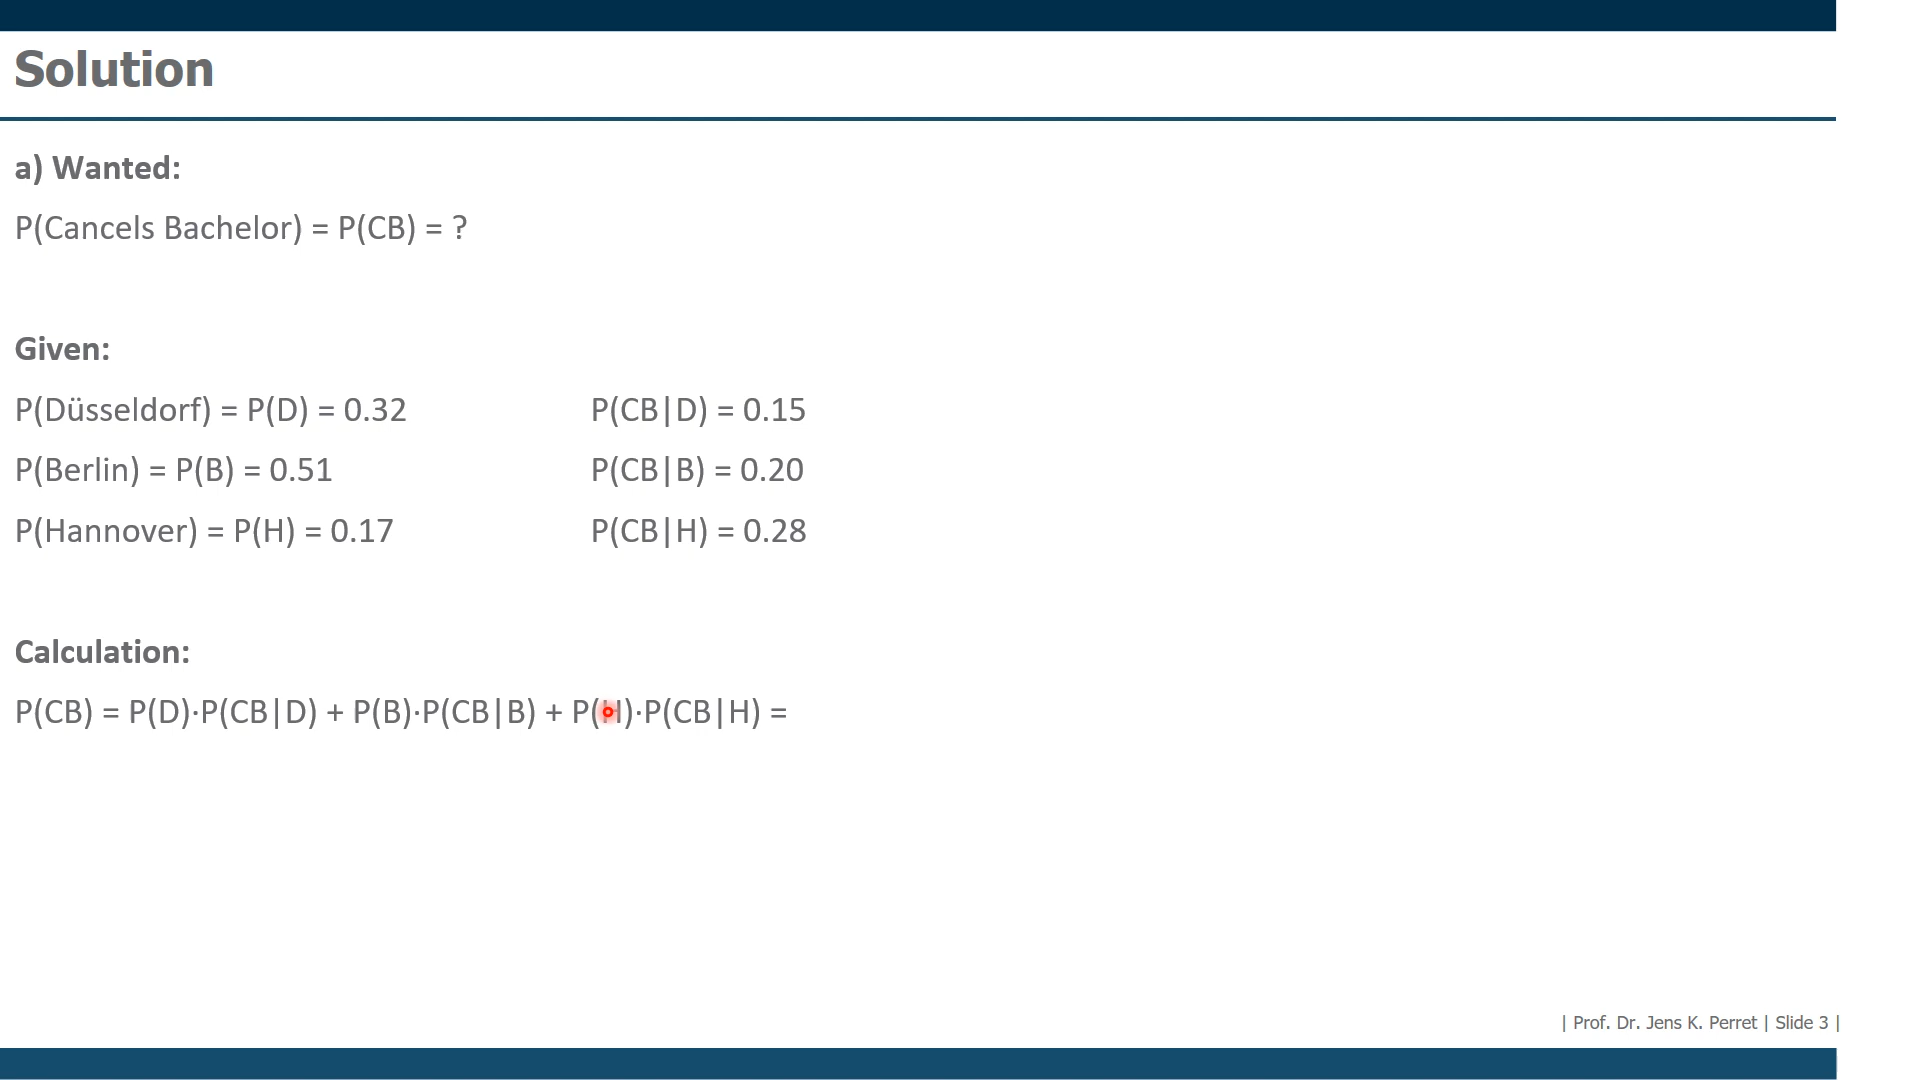 Solution
a) Wanted:
P(Cancels Bachelor) = P(CB) = ?
Given:
P(Düsseldorf) = P(D) = 0.32 P(CB|D) = 0.15
P(Berlin) = P(B) = 0.51 P(CB|B) = 0.20
P(Hannover) = P(H) = 0.17 P(CB|H) = 0.28
Calculation:
P(CB) = P(D)·P(CB|D) + P(B)·P(CB|B) + P(H)·P(CB|H) =
| Prof. Dr. Jens K. Perret | Slide 3 |